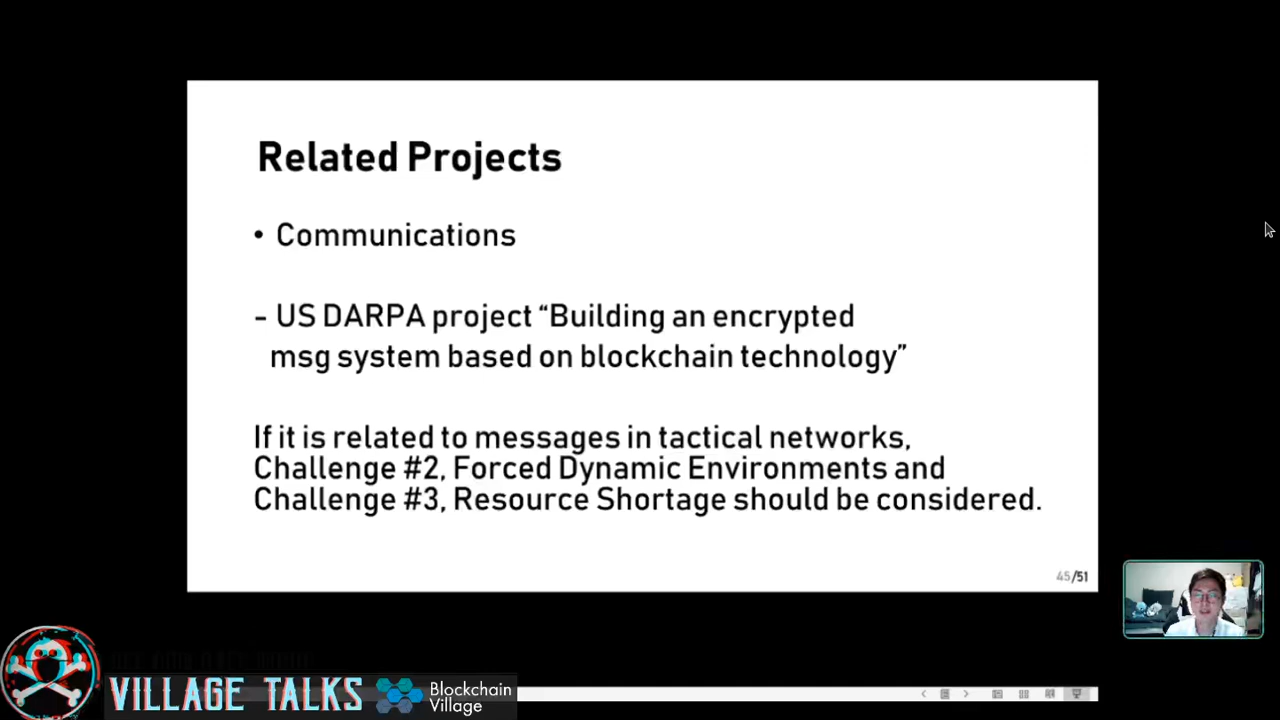 Related Projects
• Communications
- US DARPA project “Building an encrypted
msg system based on blockchain technology”
If it is related to messages in tactical networks,
Challenge #2, Forced Dynamic Environments and
Challenge #3, Resource Shortage should be considered.
45/51
VILLAGE TALKS
Blockchain
Village